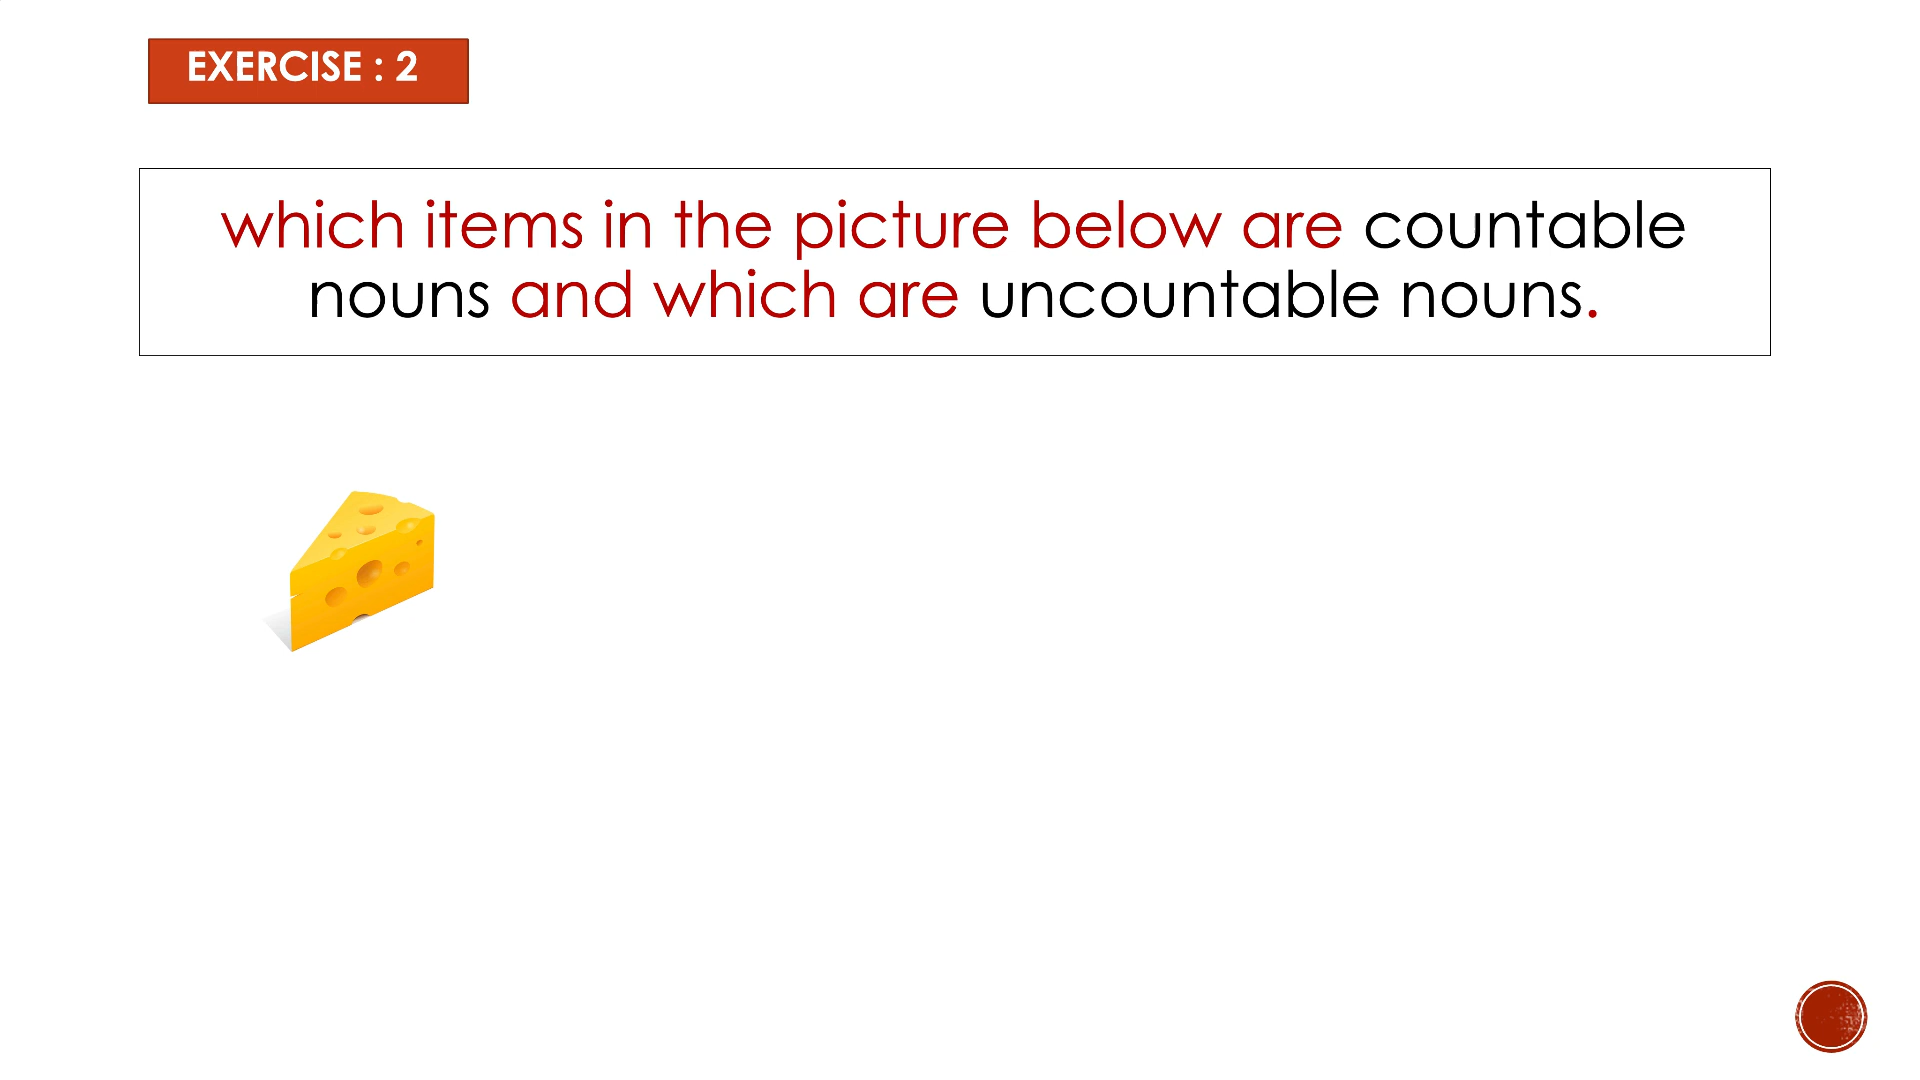 EXERCISE : 2
which items in the picture below are countable
nouns and which are uncountable nouns.